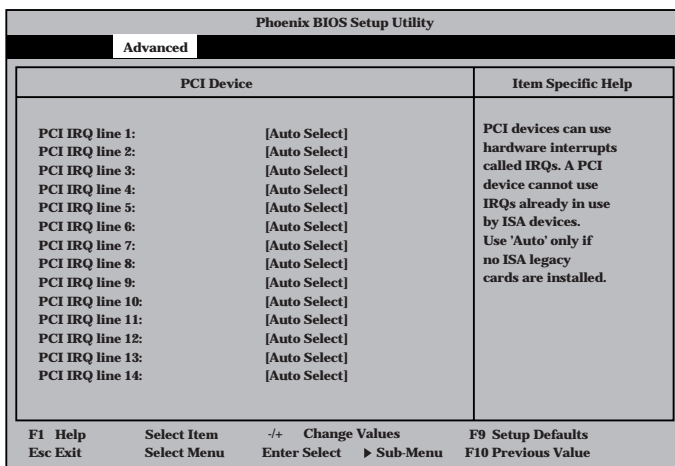 Phoenix BIOS Setup Utility
Advanced
PCI Device
Item Specific Help
PCI IRQ line 1: [Auto Select]
PCI IRQ line 2: [Auto Select]
PCI IRQ line 3: [Auto Select]
PCI IRQ line 4: [Auto Select]
PCI IRQ line 5: [Auto Select]
PCI IRQ line 6: [Auto Select]
PCI IRQ line 7: [Auto Select]
PCI IRQ line 8: [Auto Select]
PCI IRQ line 9: [Auto Select]
PCI IRQ line 10: [Auto Select]
PCI IRQ line 11: [Auto Select]
PCI IRQ line 12: [Auto Select]
PCI IRQ line 13: [Auto Select]
PCI IRQ line 14: [Auto Select]
PCI devices can use
hardware interrupts
called IRQs. A PCI
device cannot use
IRQs already in use
by ISA devices.
Use 'Auto' only if
no ISA legacy
cards are installed.
F1 Help Select Item -/+ Change Values F9 Setup Defaults
Esc Exit Select Menu Enter Select ▶ Sub-Menu F10 Previous Value